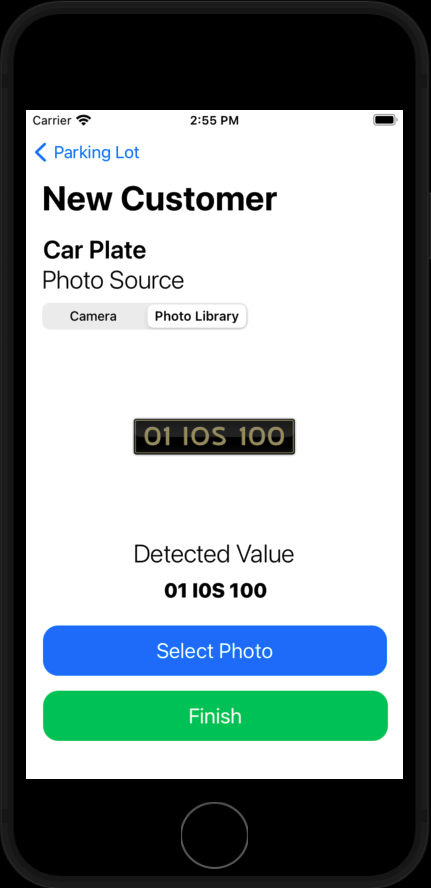 Carrier 2:55 PM
Parking Lot
New Customer
Car Plate
Photo Source
Camera Photo Library
01 IOS 100
Detected Value
01 I0S 100
Select Photo
Finish